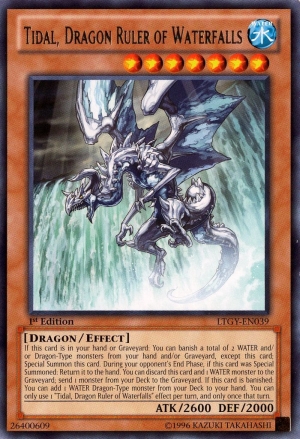 TIDAL, DRAGON RULER OF WATERFALLS
WATER
水
1st Edition
LTGY-EN039
[DRAGON/EFFECT]
If this card is in your hand or Graveyard: You can banish a total of 2 WATER and/
or Dragon-Type monsters from your hand and/or Graveyard, except this card;
Special Summon this card. During your opponent's End Phase, if this card was Special
Summoned: Return it to the hand. You can discard this card and 1 WATER monster to the
Graveyard; send 1 monster from your Deck to the Graveyard. If this card is banished:
You can add 1 WATER Dragon-Type monster from your Deck to your hand. You can
only use 1 "Tidal, Dragon Ruler of Waterfalls" effect per turn, and only once that turn.
ATK/2600 DEF/2000
26400609
©1996 KAZUKI TAKAHASHI